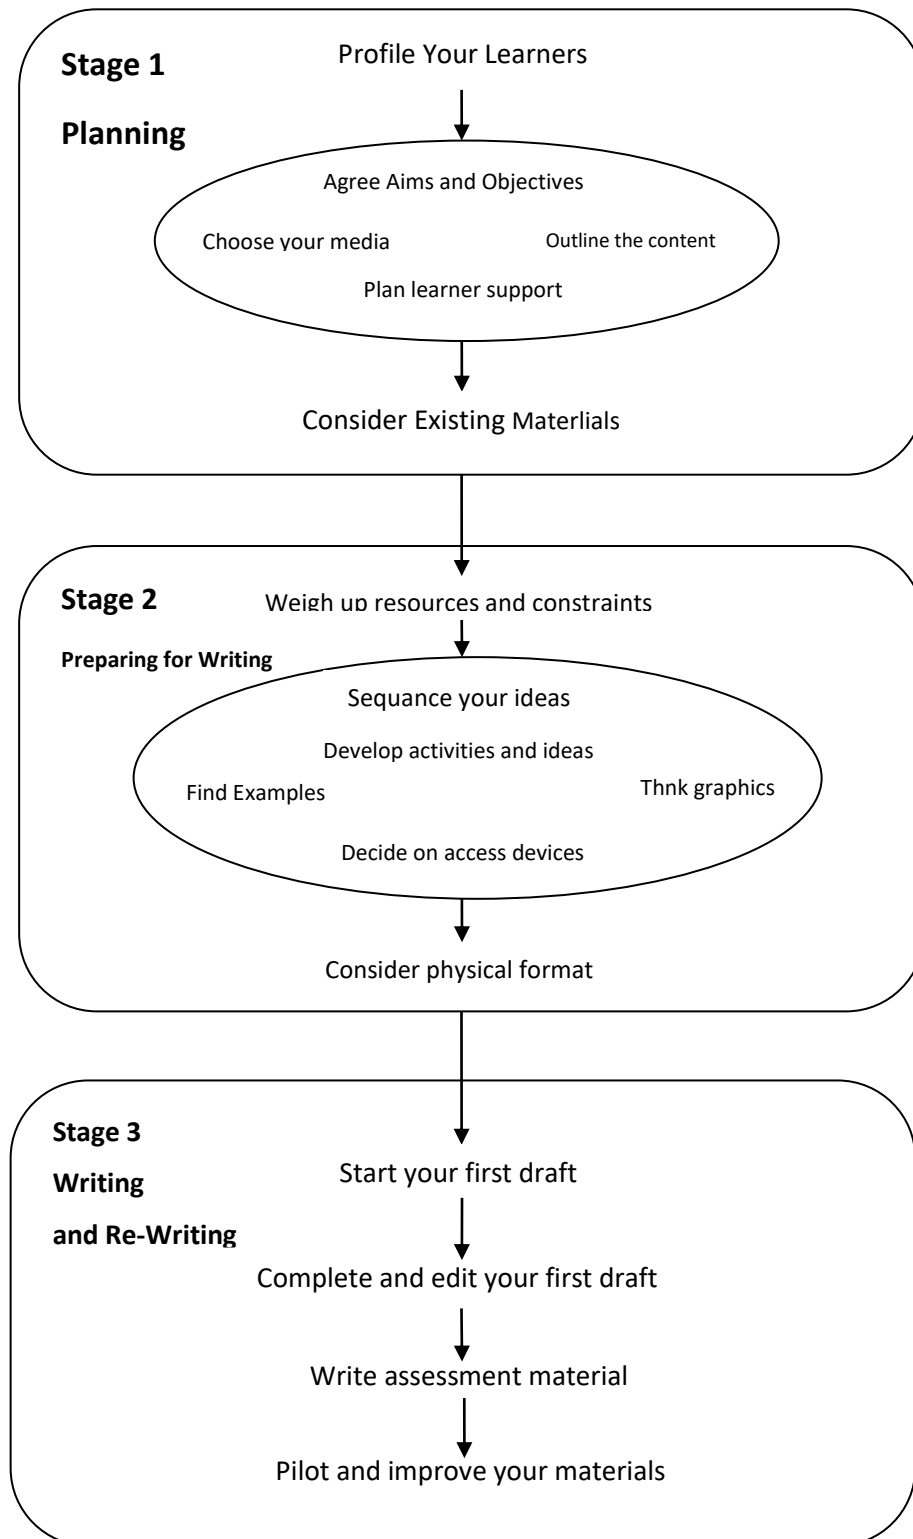 Stage 1
Planning
Profile Your Learners
Agree Aims and Objectives
Choose your media
Outline the content
Plan learner support
Consider Existing Materlials
Stage 2
Preparing for Writing
Weigh up resources and constraints
Sequance your ideas
Develop activities and ideas
Find Examples
Thnk graphics
Decide on access devices
Consider physical format
Stage 3
Writing
and Re-Writing
Start your first draft
Complete and edit your first draft
Write assessment material
Pilot and improve your materials